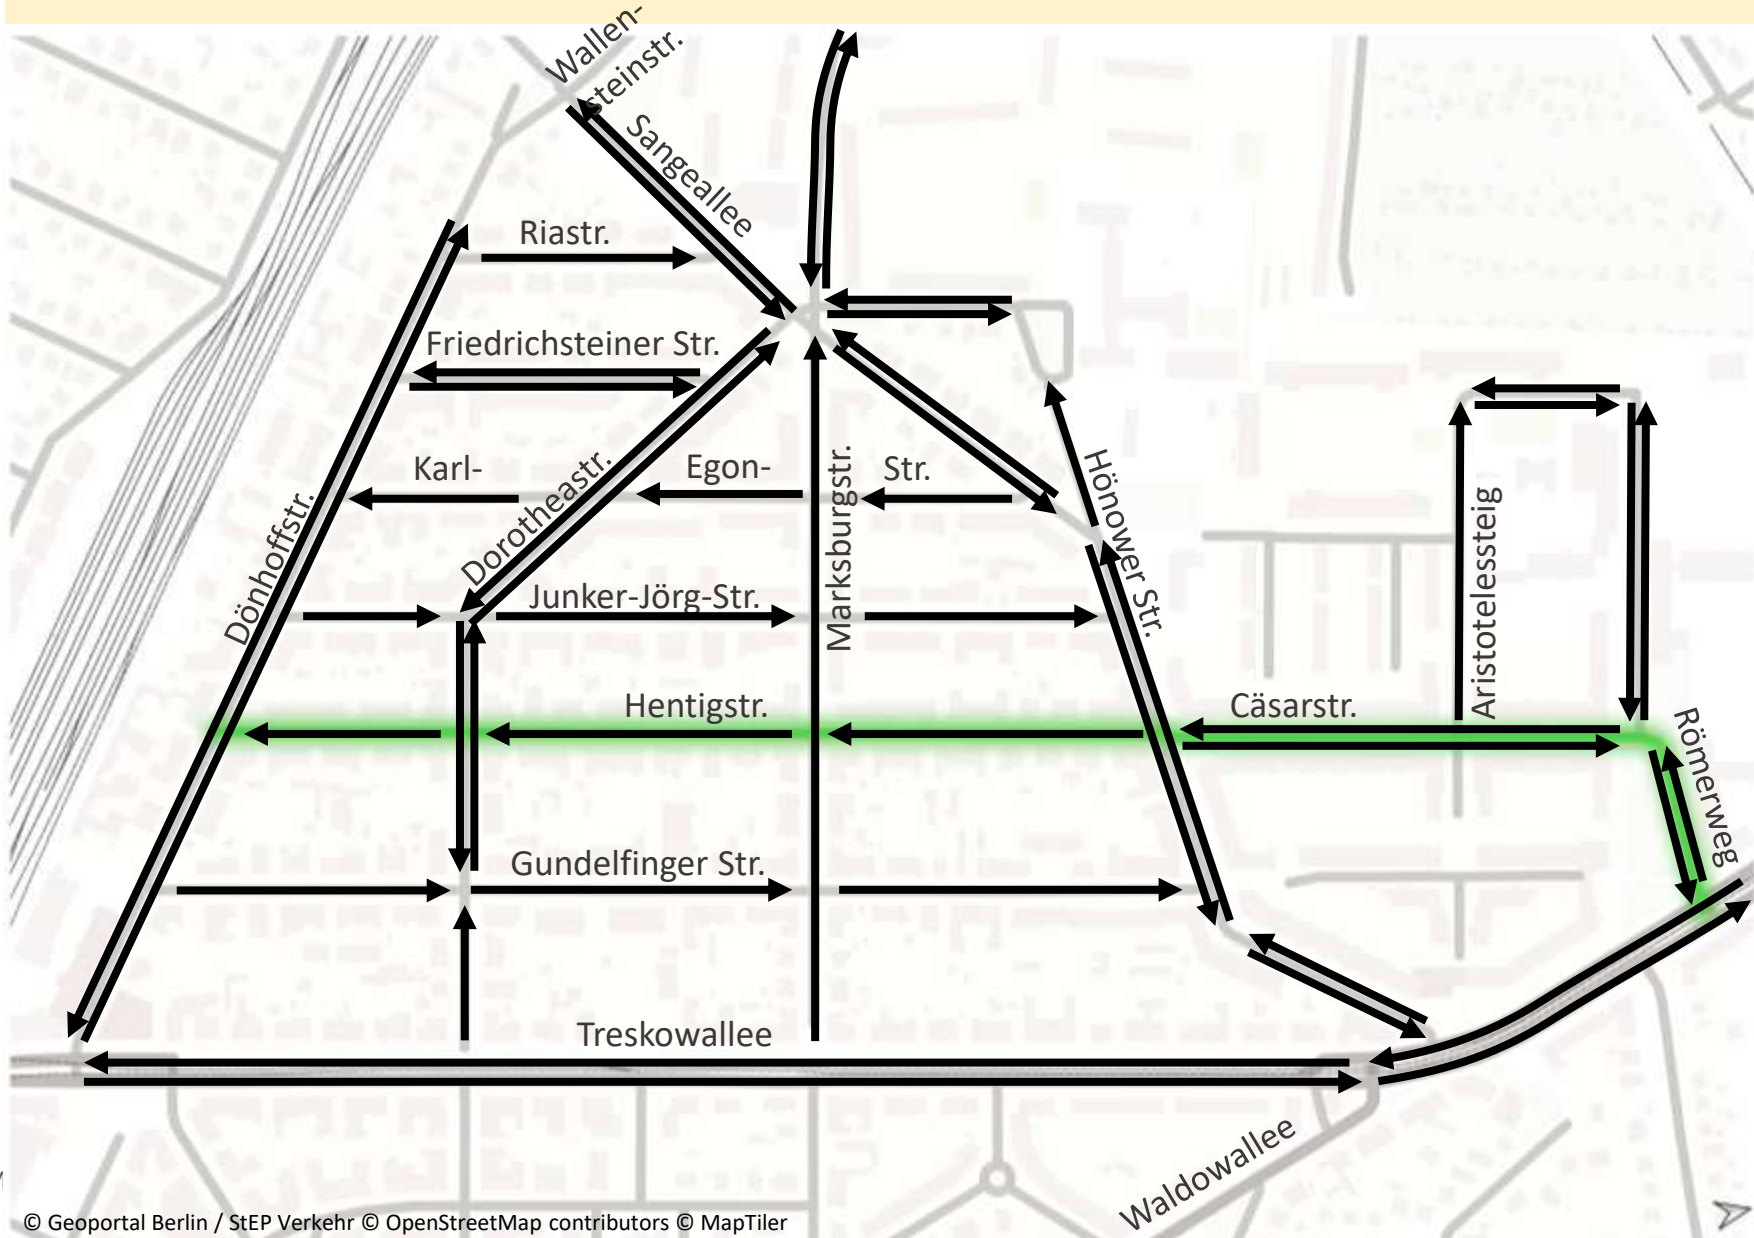 Wallen-
steinstr.
Sangeallee
Riastr.
Friedrichsteiner Str.
Karl-
Egon-
Str.
Dorotheastr.
Dönhoffstr.
Marksburgstr.
Hönower Str.
Junker-Jörg-Str.
Aristotelessteig
Hentigstr.
Cäsarstr.
Römerweg
Gundelfinger Str.
Treskowallee
Waldowallee
© Geoportal Berlin / StEP Verkehr © OpenStreetMap contributors © MapTiler